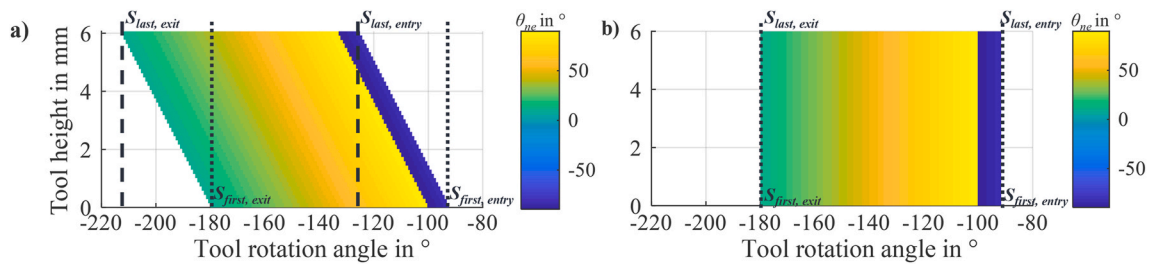 a)
S_last, exit
S_last, entry
θ_ne in °
Tool height in mm
6
4
2
0
S_first, exit
S_first, entry
-220 -200 -180 -160 -140 -120 -100 -80
Tool rotation angle in °
50
0
-50
b)
S_last, exit
S_last, entry
θ_ne in °
6
4
2
0
S_first, exit
S_first, entry
-220 -200 -180 -160 -140 -120 -100 -80
Tool rotation angle in °
50
0
-50